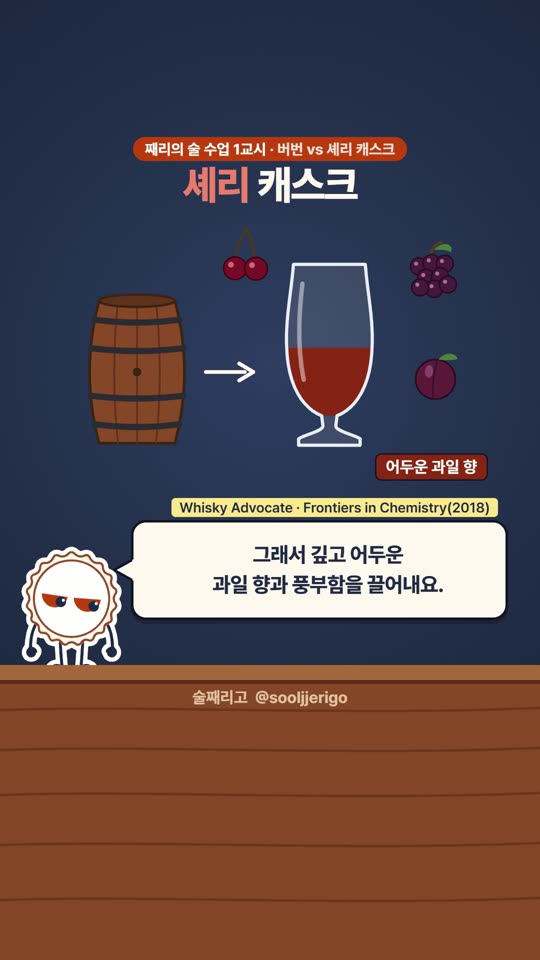 째리의 술 수업 1교시 · 버번 vs 셰리 캐스크
셰리 캐스크
어두운 과일 향
Whisky Advocate · Frontiers in Chemistry(2018)
그래서 깊고 어두운
과일 향과 풍부함을 끌어내요.
술째리고 @sooljjerigo